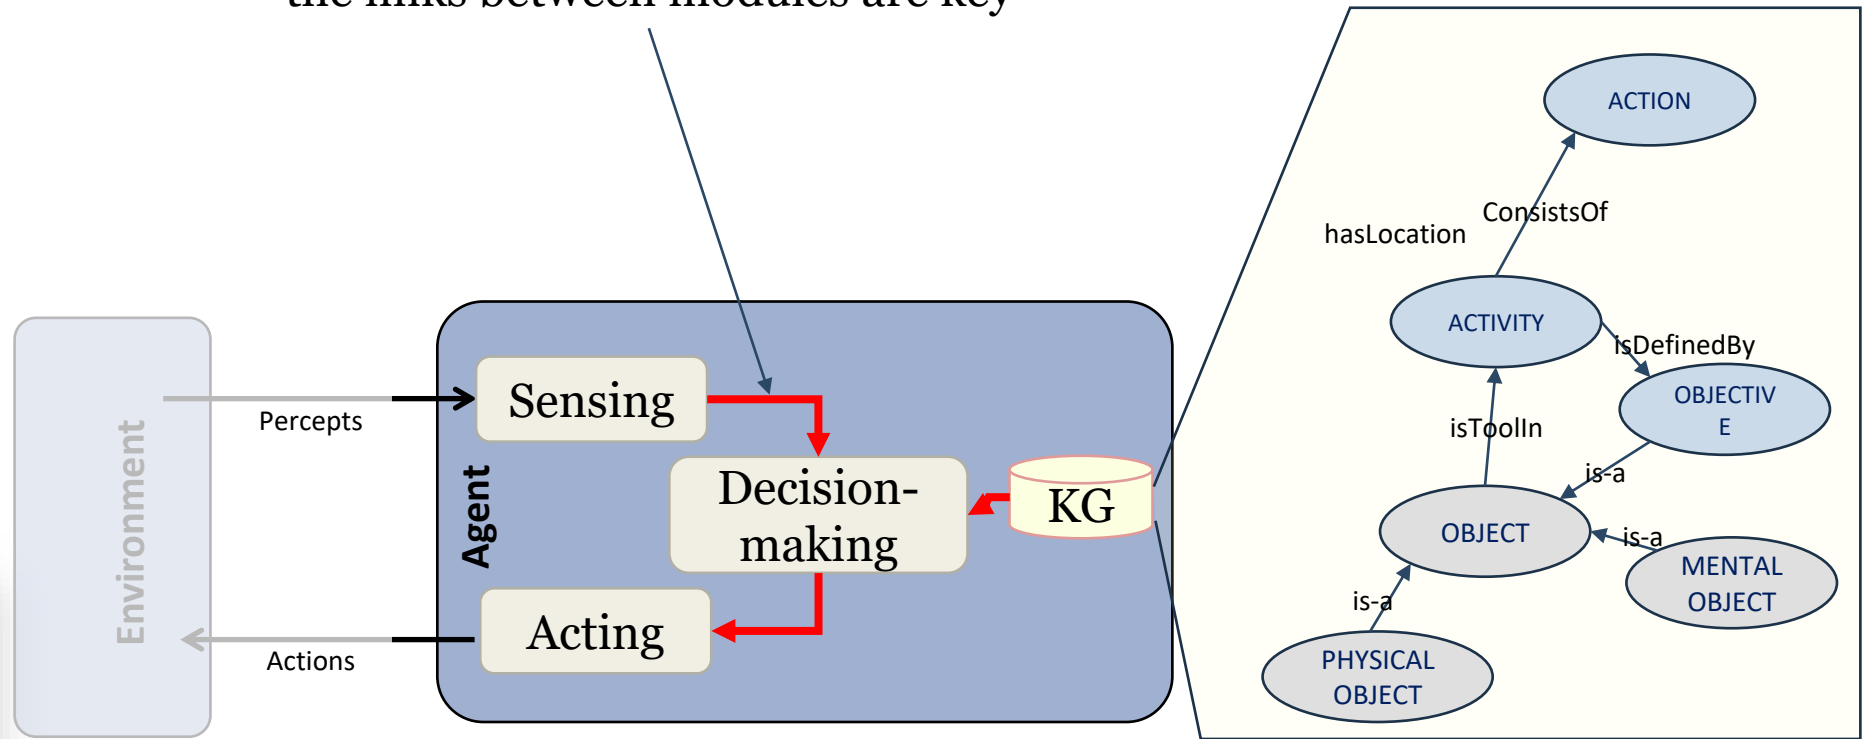 the links between modules are key
Environment
Percepts
Actions
Agent
Sensing
Decision-
making
KG
Acting
ACTION
ConsistsOf
hasLocation
ACTIVITY
isDefinedBy
OBJECTIV
E
isToolIn
is-a
OBJECT
is-a
MENTAL
OBJECT
is-a
PHYSICAL
OBJECT